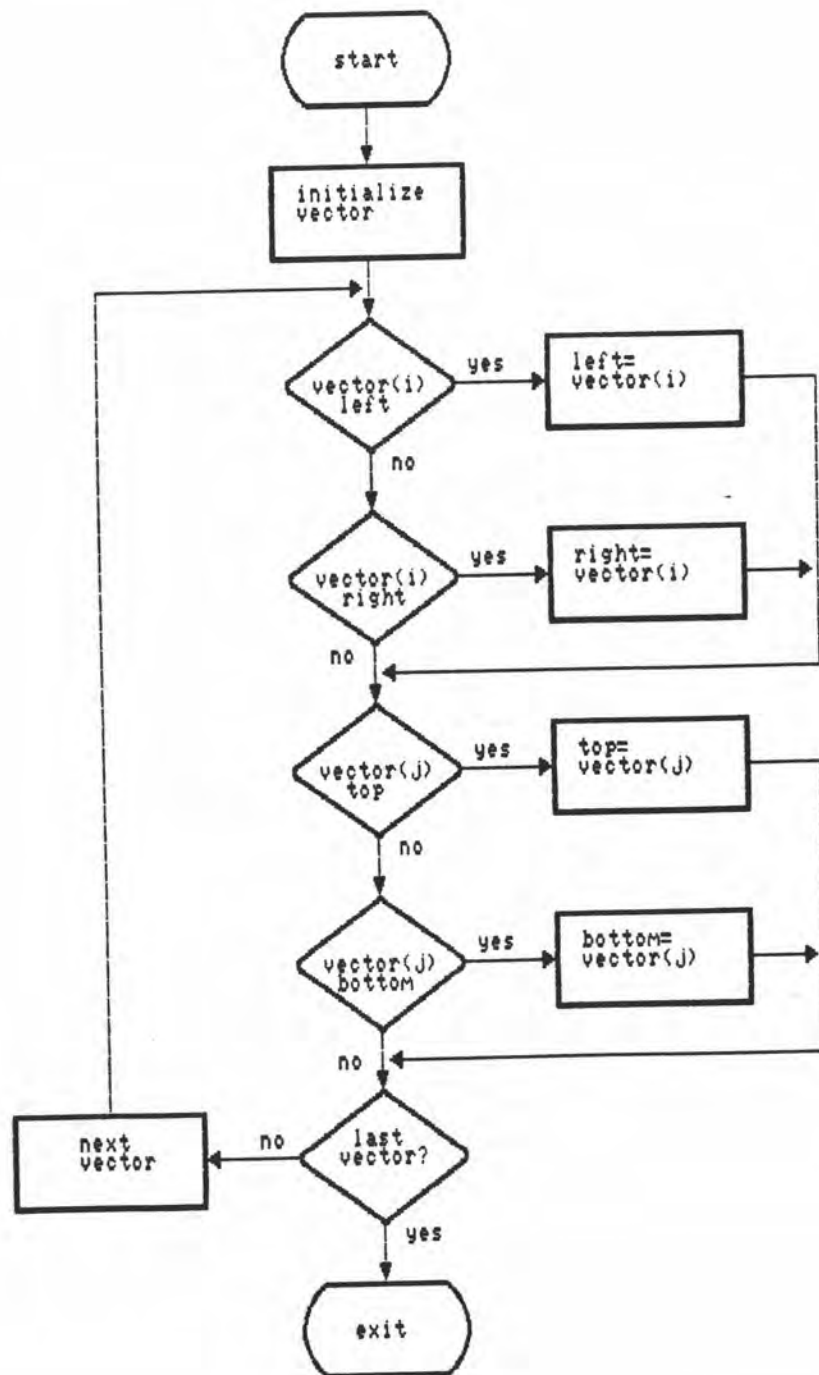 start
initialize
vector
vector(i)
left
yes
left=
vector(i)
no
vector(i)
right
yes
right=
vector(i)
no
vector(j)
top
yes
top=
vector(j)
no
vector(j)
bottom
yes
bottom=
vector(j)
no
last
vector?
no
next
vector
yes
exit